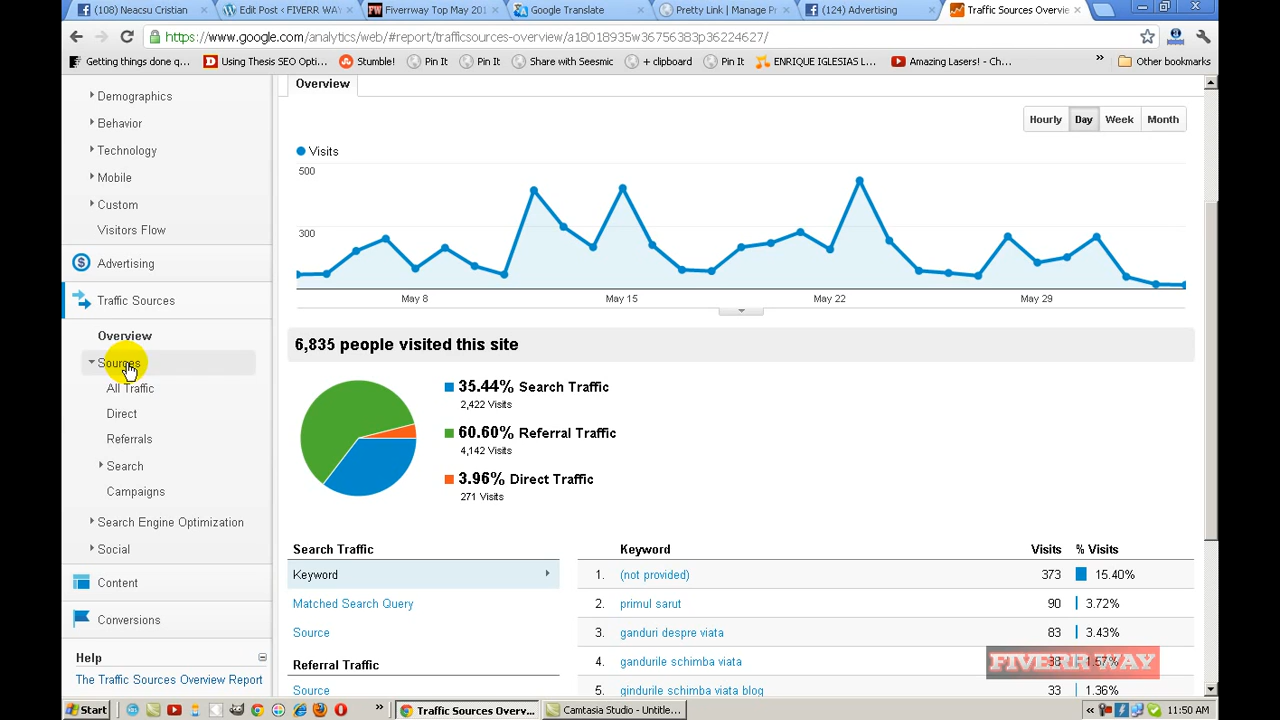 (108) Neacsu Cristian
Edit Post ‹ FIVERR WAY
Fiverrway Top May 201
Google Translate
Pretty Link | Manage Pr
(124) Advertising
Traffic Sources Overvie
https://www.google.com/analytics/web/#report/trafficsources-overview/a18018935w36756383p36224627/
Getting things done q...
Using Thesis SEO Opti...
Stumble!
Pin It
Pin It
Share with Seesmic
+ clipboard
Pin It
ENRIQUE IGLESIAS L...
Amazing Lasers! - Ch...
»
Other bookmarks
Demographics
Behavior
Technology
Mobile
Custom
Visitors Flow
Advertising
Traffic Sources
Overview
Sources
All Traffic
Direct
Referrals
Search
Campaigns
Search Engine Optimization
Social
Content
Conversions
Help
The Traffic Sources Overview Report
Overview
Hourly
Day
Week
Month
Visits
500
300
May 8
May 15
May 22
May 29
6,835 people visited this site
35.44% Search Traffic
2,422 Visits
60.60% Referral Traffic
4,142 Visits
3.96% Direct Traffic
271 Visits
Search Traffic
Keyword
Matched Search Query
Source
Referral Traffic
Source
Keyword Visits % Visits
1. (not provided) 373 15.40%
2. primul sarut 90 3.72%
3. ganduri despre viata 83 3.43%
4. gandurile schimba viata 38 1.57%
5. gindurile schimba viata blog 33 1.36%
FIVERR WAY
Start
»
Traffic Sources Overv...
Camtasia Studio - Untitle...
«
11:50 AM